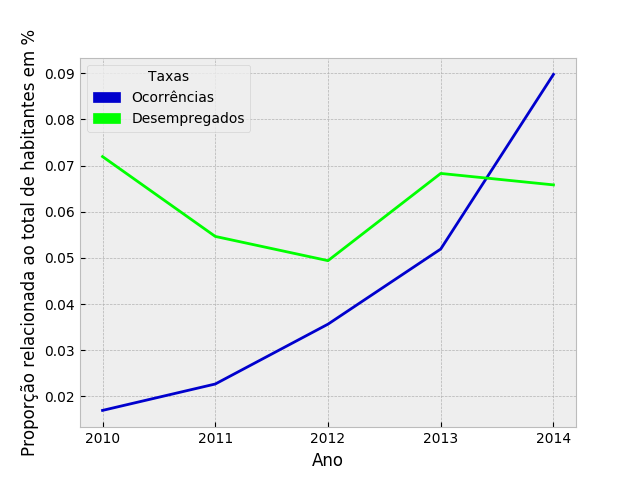 Proporção relacionada ao total de habitantes em %
Taxas
Ocorrências
Desempregados
0.09
0.08
0.07
0.06
0.05
0.04
0.03
0.02
2010 2011 2012 2013 2014
Ano